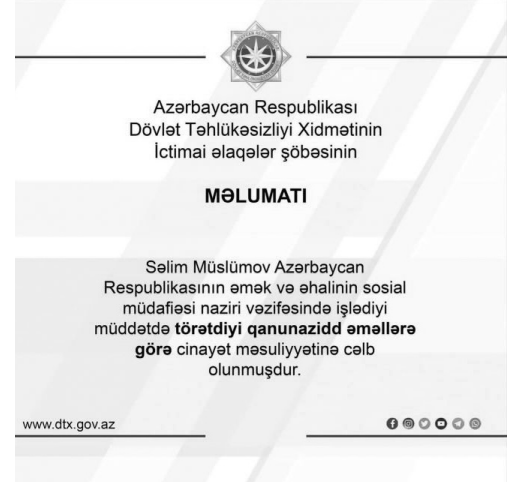 Azərbaycan Respublikası
Dövlət Təhlükəsizliyi Xidmətinin
İctimai əlaqələr şöbəsinin
MƏLUMATI
Səlim Müslümov Azərbaycan
Respublikasının əmək və əhalinin sosial
müdafiəsi naziri vəzifəsində işlədiyi
müddətdə törətdiyi qanunazidd əməllərə
görə cinayət məsuliyyətinə cəlb
olunmuşdur.
www.dtx.gov.az